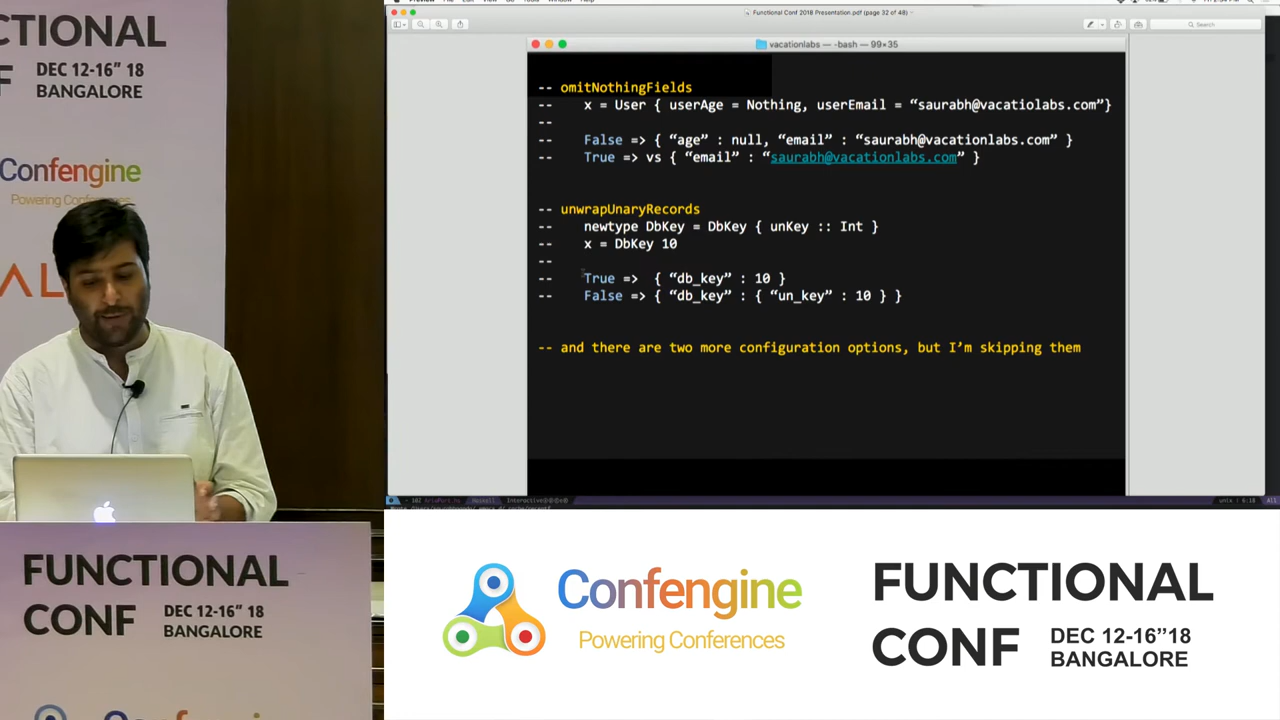 CTIONAL
F DEC 12-16” 18
BANGALORE
Confengine
Powering Conferences
AL
FUNCTIONAL
CONF DEC 12-16” 18
BANGALORE
Functional Conf 2018 Presentation.pdf (page 32 of 48)
Search
vacationlabs — -bash — 99×35
-- omitNothingFields
-- x = User { userAge = Nothing, userEmail = “saurabh@vacatiolabs.com”}
--
-- False => { “age” : null, “email” : “saurabh@vacationlabs.com” }
-- True => vs { “email” : “saurabh@vacationlabs.com” }
-- unwrapUnaryRecords
-- newtype DbKey = DbKey { unKey :: Int }
-- x = DbKey 10
--
-- True => { “db_key” : 10 }
-- False => { “db_key” : { “un_key” : 10 } }
-- and there are two more configuration options, but I’m skipping them
Confengine
Powering Conferences
FUNCTIONAL
CONF DEC 12-16”18
BANGALORE